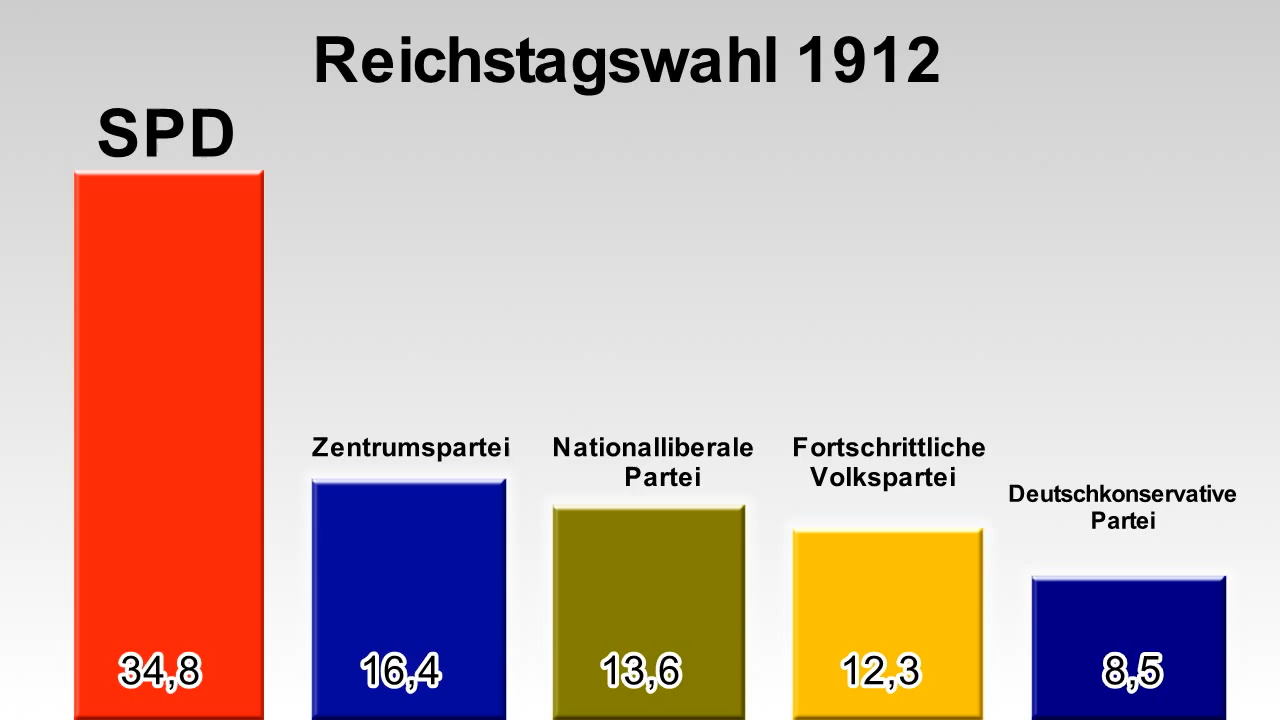 Reichstagswahl 1912
SPD
Zentrumspartei
Nationalliberale
Partei
Fortschrittliche
Volkspartei
Deutschkonservative
Partei
34,8
16,4
13,6
12,3
8,5